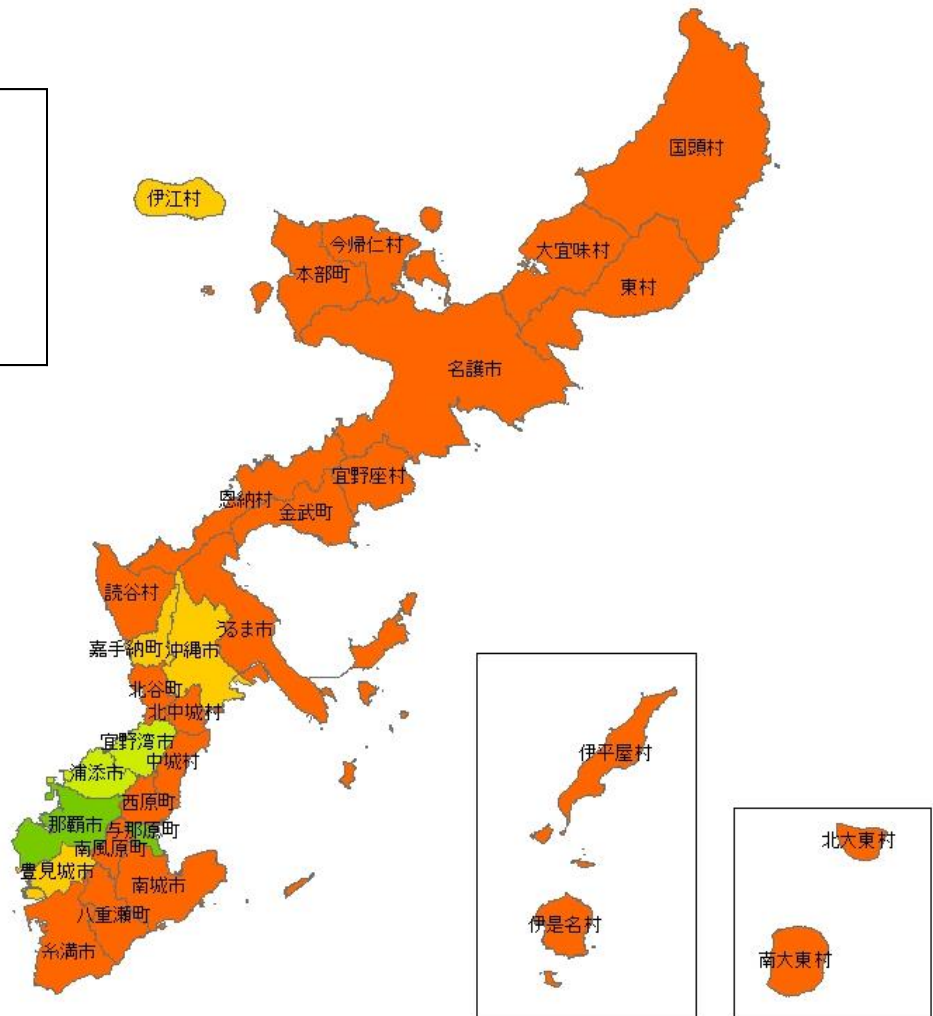 国頭村
伊江村
今帰仁村
大宜味村
本部町
東村
名護市
宜野座村
恩納村
金武町
読谷村
うるま市
嘉手納町
沖縄市
北谷町
北中城村
宜野湾市
中城村
浦添市
西原町
那覇市
与那原町
南風原町
豊見城市
南城市
八重瀬町
糸満市
伊平屋村
伊是名村
北大東村
南大東村